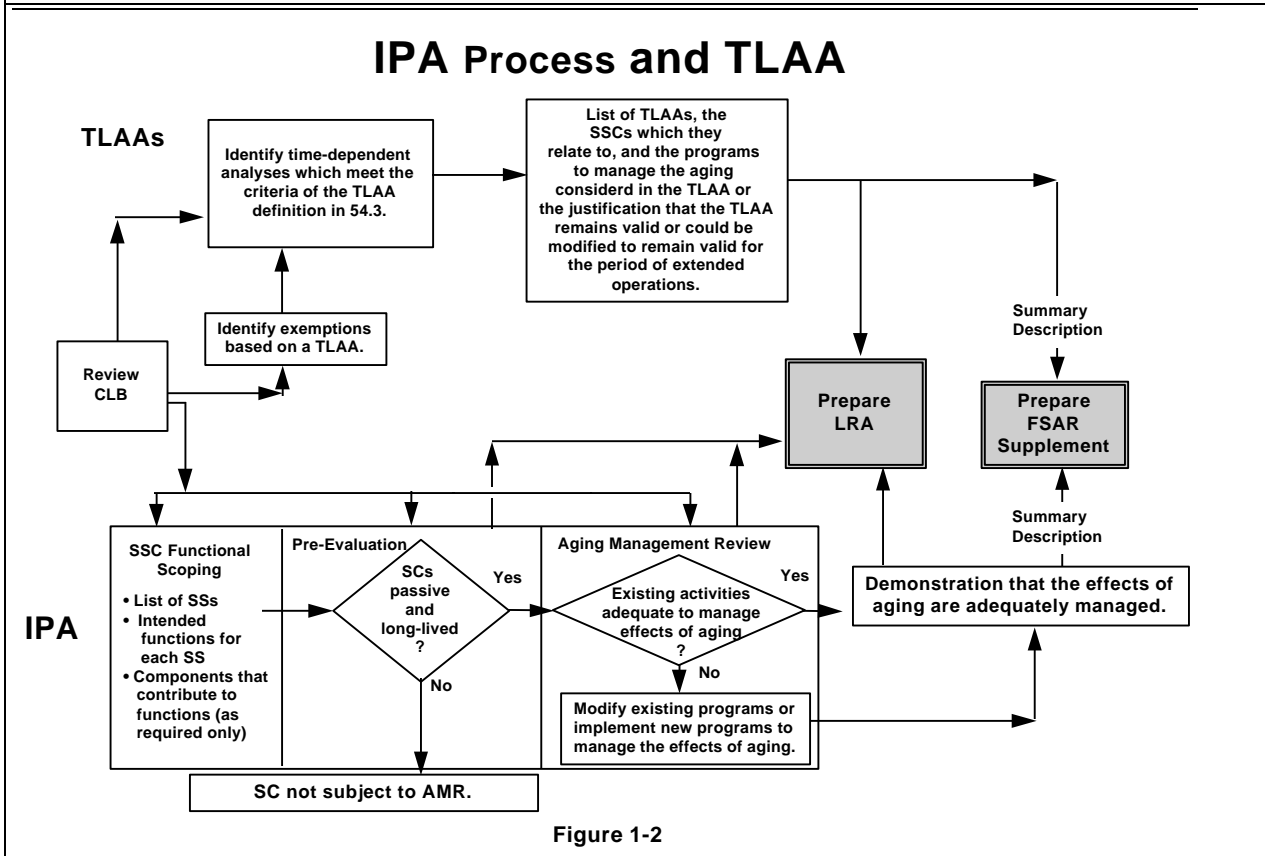 IPA Process and TLAA
TLAAs
Identify time-dependent
analyses which meet the
criteria of the TLAA
definition in 54.3.
List of TLAAs, the
SSCs which they
relate to, and the programs
to manage the aging
considerd in the TLAA or
the justification that the TLAA
remains valid or could be
modified to remain valid for
the period of extended
operations.
Identify exemptions
based on a TLAA.
Review
CLB
Summary
Description
Prepare
LRA
Prepare
FSAR
Supplement
IPA
SSC Functional
Scoping
• List of SSs
• Intended
functions for
each SS
• Components that
contribute to
functions (as
required only)
Pre-Evaluation
SCs
passive
and
long-lived
?
Yes
No
Aging Management Review
Existing activities
adequate to manage
effects of aging
?
Yes
No
Modify existing programs or
implement new programs to
manage the effects of aging.
Summary
Description
Demonstration that the effects of
aging are adequately managed.
SC not subject to AMR.
Figure 1-2